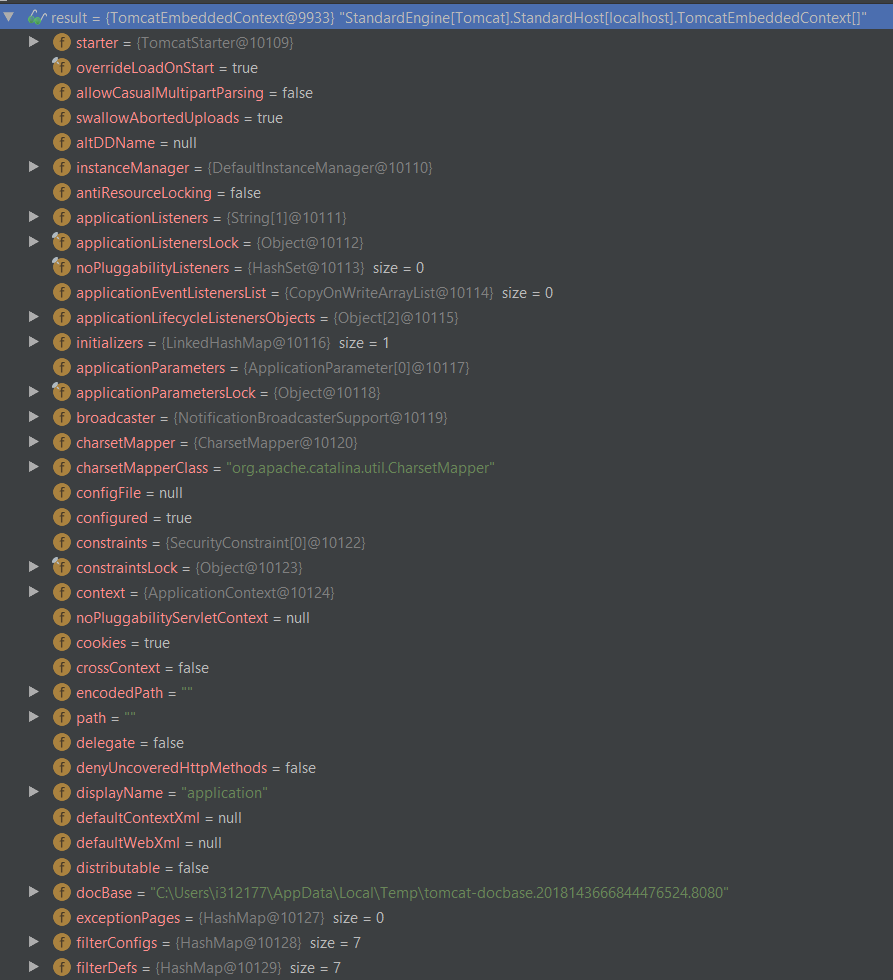 result = {TomcatEmbeddedContext@9933} "StandardEngine[Tomcat].StandardHost[localhost].TomcatEmbeddedContext[]"
f starter = {TomcatStarter@10109}
f overrideLoadOnStart = true
f allowCasualMultipartParsing = false
f swallowAbortedUploads = true
f altDDName = null
f instanceManager = {DefaultInstanceManager@10110}
f antiResourceLocking = false
f applicationListeners = {String[1]@10111}
f applicationListenersLock = {Object@10112}
f noPluggabilityListeners = {HashSet@10113} size = 0
f applicationEventListenersList = {CopyOnWriteArrayList@10114} size = 0
f applicationLifecycleListenersObjects = {Object[2]@10115}
f initializers = {LinkedHashMap@10116} size = 1
f applicationParameters = {ApplicationParameter[0]@10117}
f applicationParametersLock = {Object@10118}
f broadcaster = {NotificationBroadcasterSupport@10119}
f charsetMapper = {CharsetMapper@10120}
f charsetMapperClass = "org.apache.catalina.util.CharsetMapper"
f configFile = null
f configured = true
f constraints = {SecurityConstraint[0]@10122}
f constraintsLock = {Object@10123}
f context = {ApplicationContext@10124}
f noPluggabilityServletContext = null
f cookies = true
f crossContext = false
f encodedPath = ""
f path = ""
f delegate = false
f denyUncoveredHttpMethods = false
f displayName = "application"
f defaultContextXml = null
f defaultWebXml = null
f distributable = false
f docBase = "C:\Users\i312177\AppData\Local\Temp\tomcat-docbase.2018143666844476524.8080"
f exceptionPages = {HashMap@10127} size = 0
f filterConfigs = {HashMap@10128} size = 7
f filterDefs = {HashMap@10129} size = 7